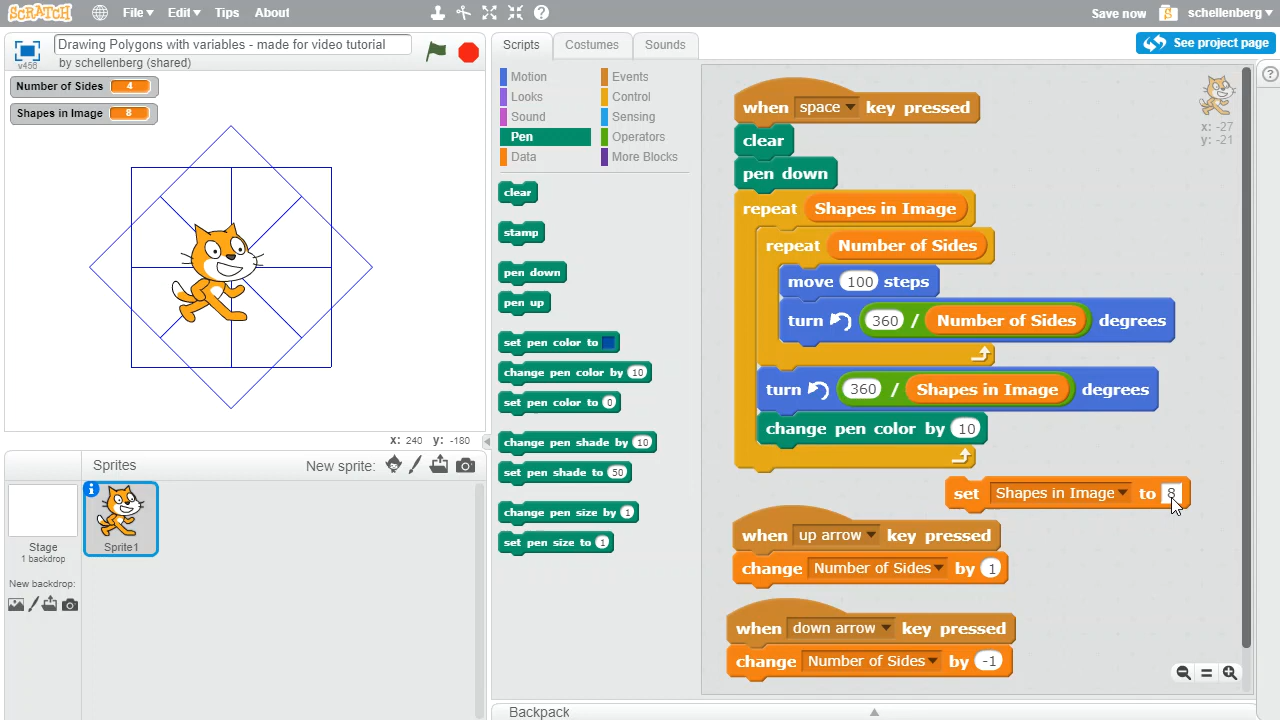 SCRATCH File▼ Edit▼ Tips About Save now schellenberg▼
v456 Drawing Polygons with variables - made for video tutorial
by schellenberg (shared)
Scripts Costumes Sounds See project page
Number of Sides 4
Shapes in Image 8
Motion Events
Looks Control
Sound Sensing
Pen Operators
Data More Blocks
clear
stamp
pen down
pen up
set pen color to
change pen color by 10
set pen color to 0
change pen shade by 10
set pen shade to 50
change pen size by 1
set pen size to 1
when space▼ key pressed
clear
pen down
repeat Shapes in Image
repeat Number of Sides
move 100 steps
turn 360 / Number of Sides degrees
turn 360 / Shapes in Image degrees
change pen color by 10
set Shapes in Image▼ to 8
when up arrow▼ key pressed
change Number of Sides▼ by 1
when down arrow▼ key pressed
change Number of Sides▼ by -1
x: -27
y: -21
x: 240 y: -180
Sprites New sprite:
Stage
1 backdrop
New backdrop:
Sprite1
Backpack